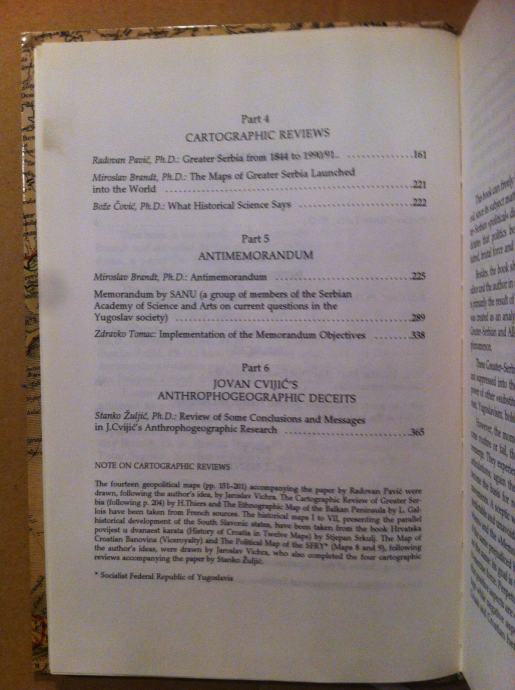 Part 4
CARTOGRAPHIC REVIEWS
Radovan Pavić, Ph.D.: Greater Serbia from 1844 to 1990/91.. ........................161
Miroslav Brandt, Ph.D.: The Maps of Greater Serbia Launched
into the World ........................221
Bože Čović, Ph.D.: What Historical Science Says ........................222
Part 5
ANTIMEMORANDUM
Miroslav Brandt, Ph.D.: Antimemorandum ........................225
Memorandum by SANU (a group of members of the Serbian
Academy of Science and Arts on current questions in the
Yugoslav society) ........................289
Zdravko Tomac: Implementation of the Memorandum Objectives ........338
Part 6
JOVAN CVIJIĆ'S
ANTHROPHOGEOGRAPHIC DECEITS
Stanko Žuljić, Ph.D.: Review of Some Conclusions and Messages
in J.Cvijić's Anthrophogeographic Research ........................365
NOTE ON CARTOGRAPHIC REVIEWS
The fourteen geopolitical maps (pp. 151–201) accompanying the paper by Radovan Pavić were
drawn, following the author's idea, by Jaroslav Vichra. The Cartographic Review of Greater Ser-
bia (following p. 204) by H.Thiers and The Ethnographic Map of the Balkan Peninsula by L. Gal-
lois have been taken from French sources. The historical maps I to VII, presenting the parallel
historical development of the South Slavonic states, have been taken from the book Hrvatska
povijest u dvanaest karata (History of Croatia in Twelve Maps) by Stjepan Srkulj. The Map of
Croatian Banovina (Viceroyalty) and The Political Map of the SFRY* (Maps 8 and 9), following
the author's ideas, were drawn by Jaroslav Vichra, who also completed the four cartographic
reviews accompanying the paper by Stanko Žuljić.
* Socialist Federal Republic of Yugoslavia